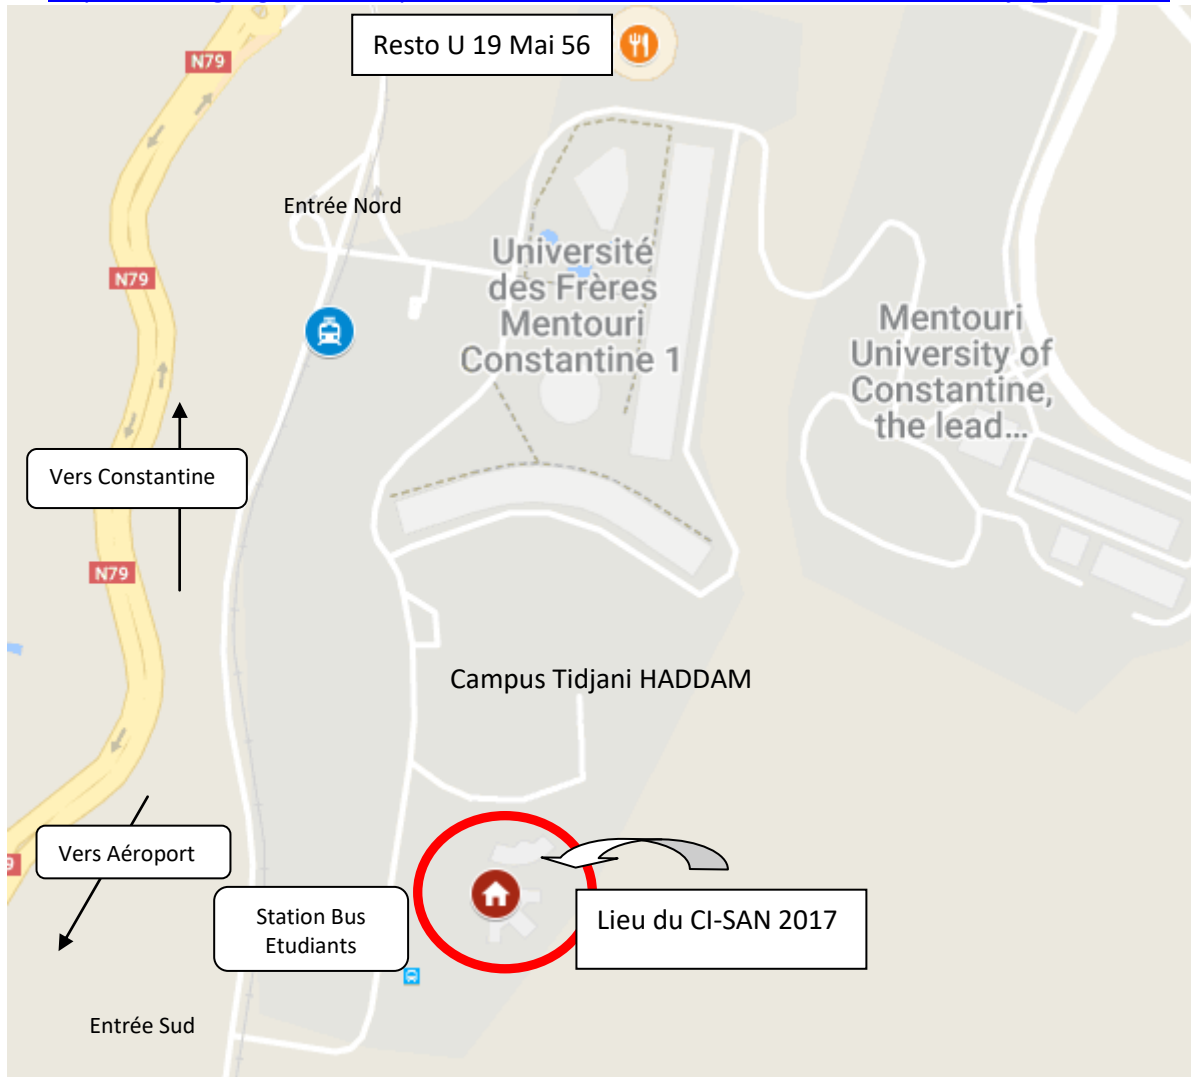 Resto U 19 Mai 56
N79
Entrée Nord
Université
des Frères
Mentouri
Constantine 1
N79
Mentouri
University of
Constantine,
the lead...
Vers Constantine
N79
Campus Tidjani HADDAM
Vers Aéroport
Station Bus
Etudiants
Lieu du CI-SAN 2017
Entrée Sud